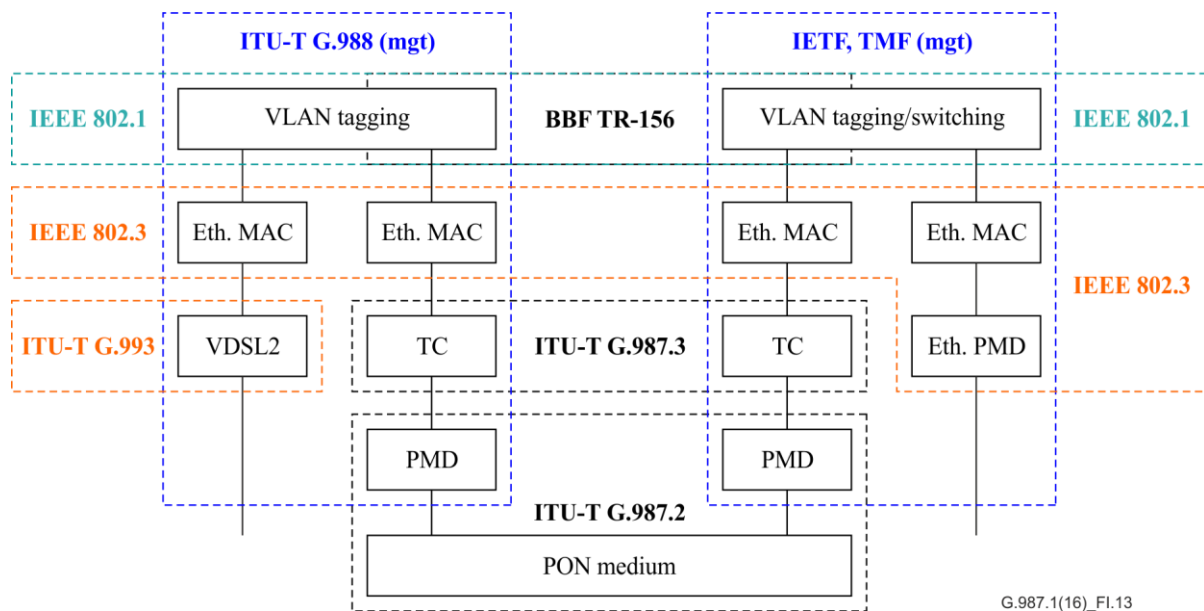 ITU-T G.988 (mgt)
IETF, TMF (mgt)
IEEE 802.1
VLAN tagging
BBF TR-156
VLAN tagging/switching
IEEE 802.1
IEEE 802.3
Eth. MAC
Eth. MAC
Eth. MAC
Eth. MAC
IEEE 802.3
ITU-T G.993
VDSL2
TC
ITU-T G.987.3
TC
Eth. PMD
PMD
PMD
ITU-T G.987.2
PON medium
G.987.1(16)_FI.13